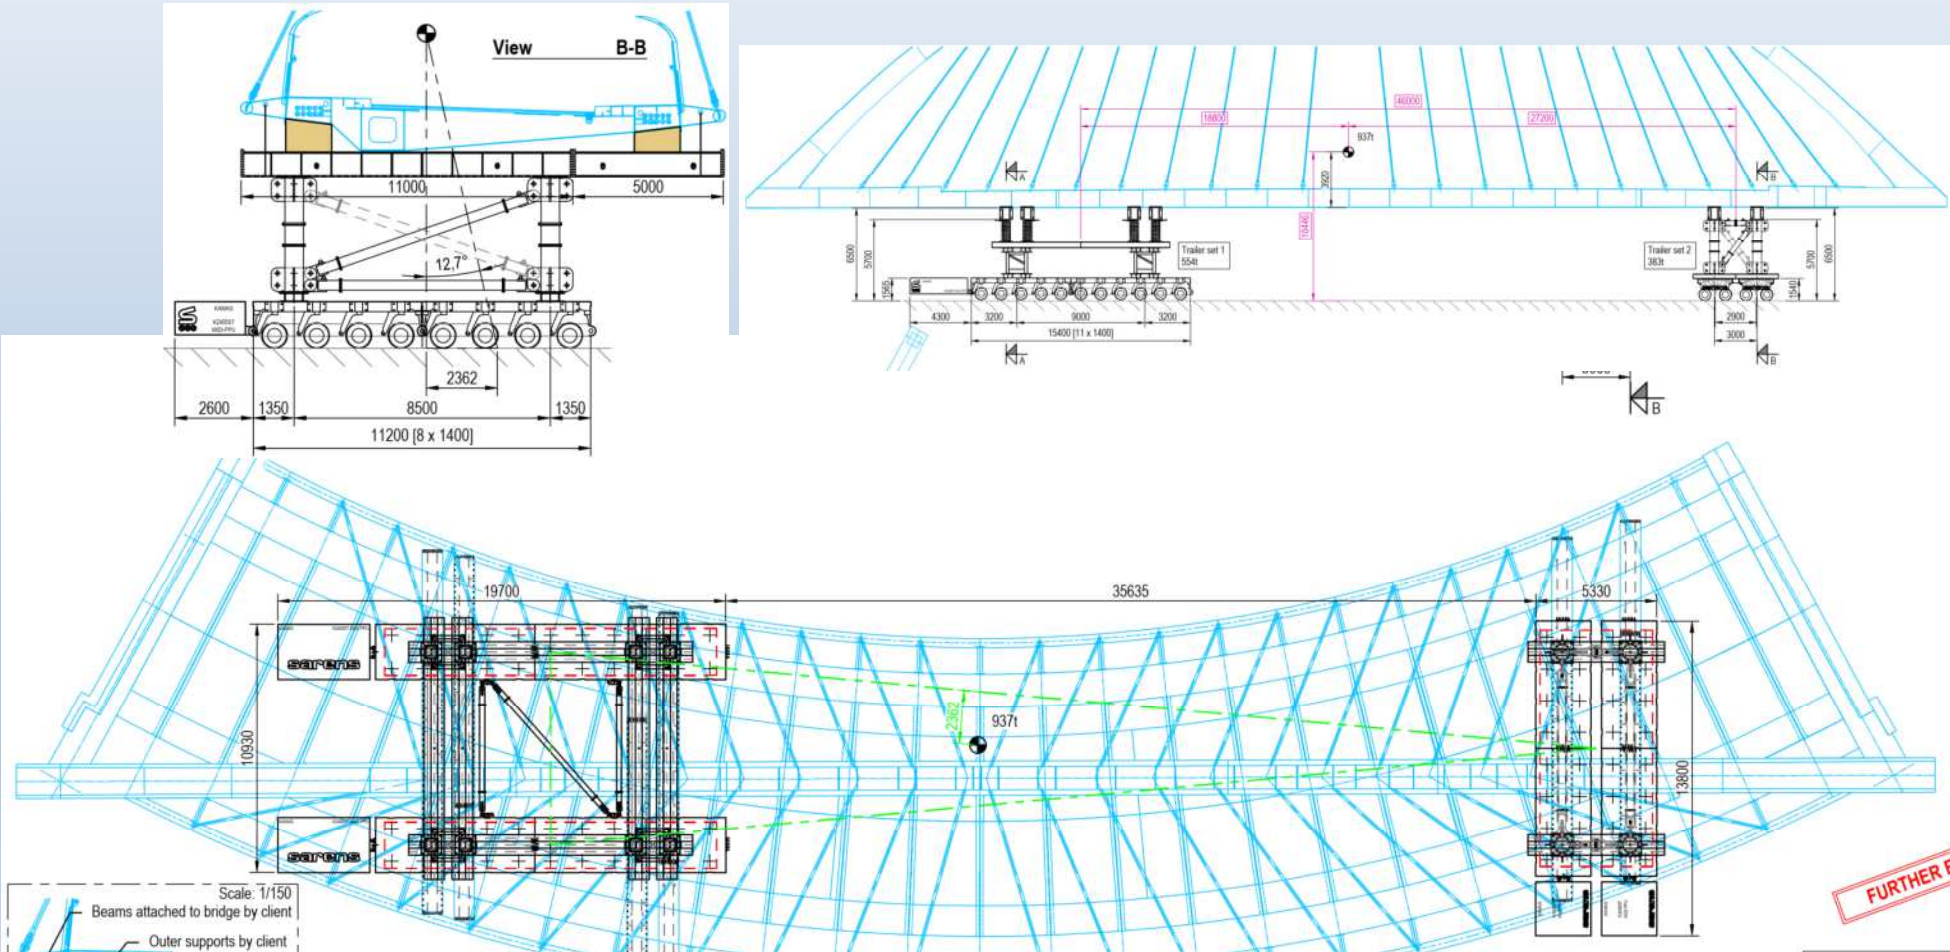 View B-B
11000
5000
12,7°
2362
2600
1350
8500
1350
11200 [8 x 1400]
46000
18800
27200
937t
A
B
3920
10446
6500
5700
1565
Trailer set 1
554t
Trailer set 2
383t
5700
6500
1540
4300
3200
9000
3200
2900
15400 [11 x 1400]
3000
A
B
B
19700
35635
5330
sarens
10930
2362
937t
13800
sarens
Scale: 1/150
Beams attached to bridge by client
Outer supports by client
FURTHER